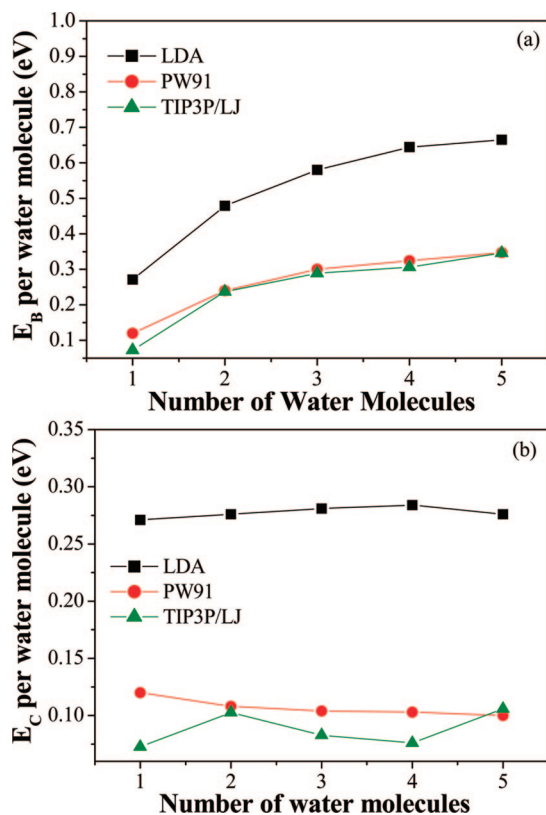 (a)
1.0
0.9
0.8
0.7
0.6
0.5
0.4
0.3
0.2
0.1
E_B per water molecule (eV)
LDA
PW91
TIP3P/LJ
1 2 3 4 5
Number of Water Molecules
(b)
0.35
0.30
0.25
0.20
0.15
0.10
E_C per water molecule (eV)
LDA
PW91
TIP3P/LJ
1 2 3 4 5
Number of water molecules